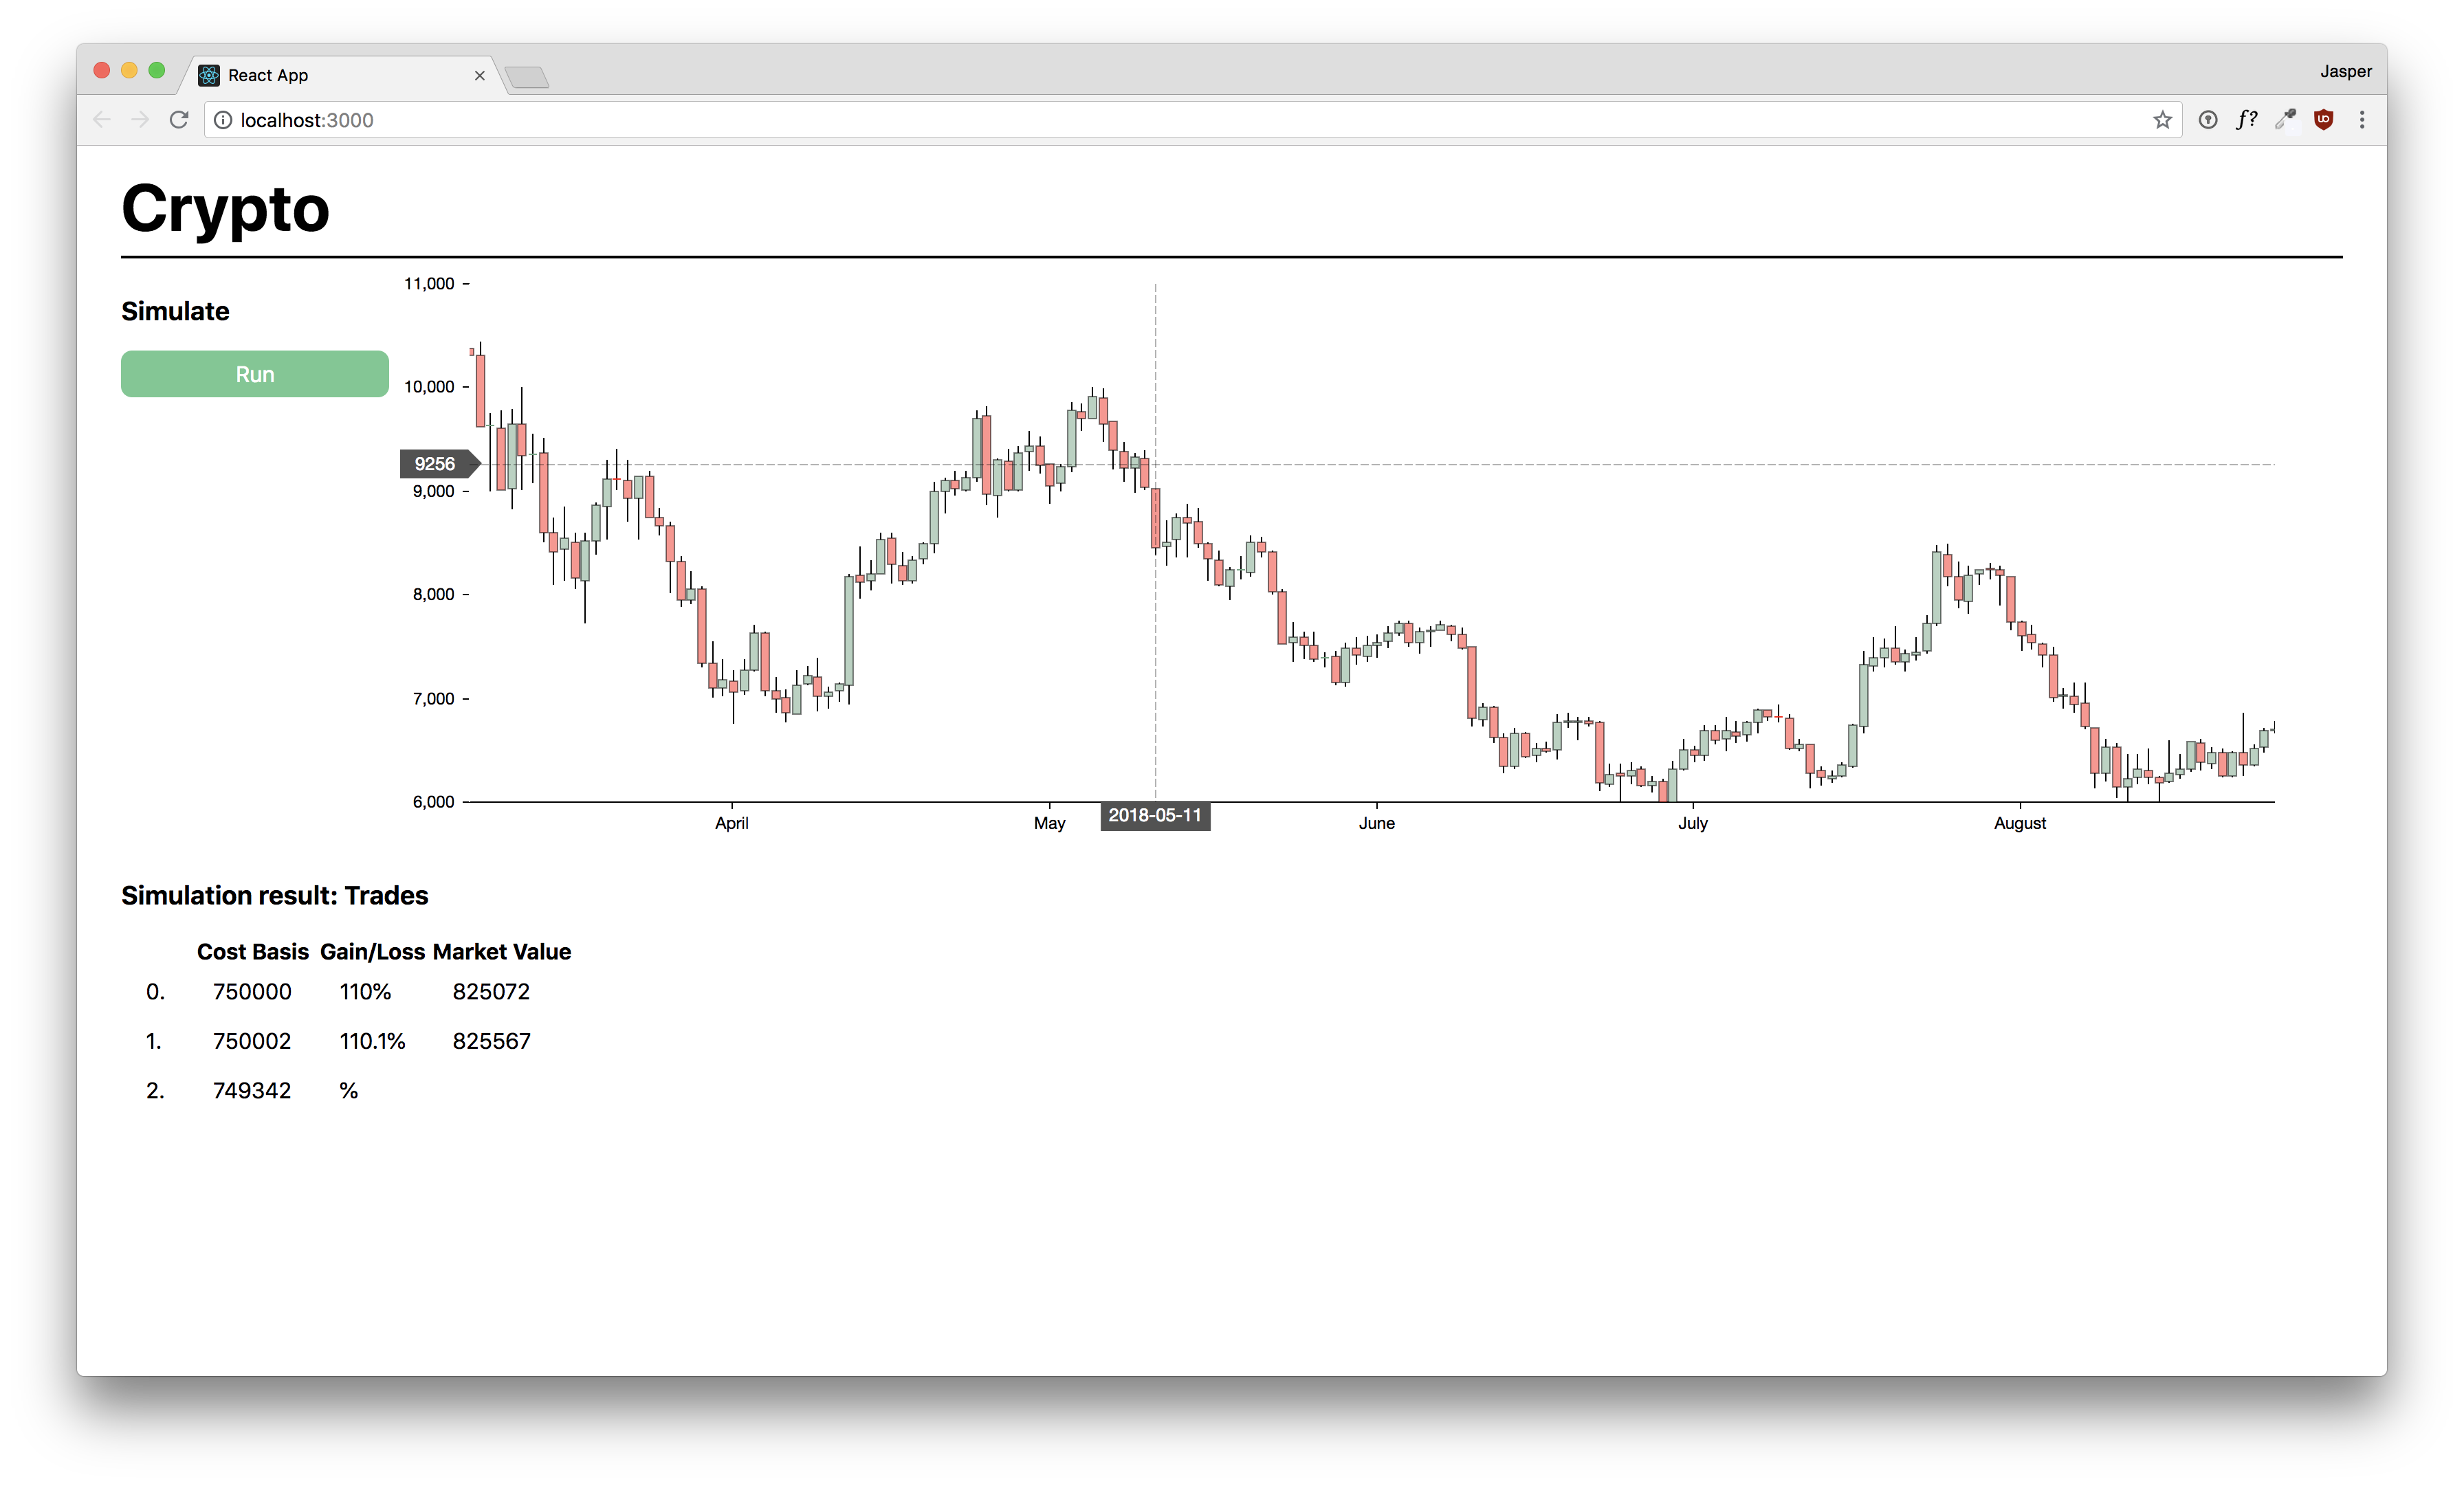 React App
Jasper
localhost:3000
f?
Crypto
Simulate
Run
11,000
10,000
9256
9,000
8,000
7,000
6,000
April
May
2018-05-11
June
July
August
Simulation result: Trades
Cost Basis Gain/Loss Market Value
0. 750000 110% 825072
1. 750002 110.1% 825567
2. 749342 %